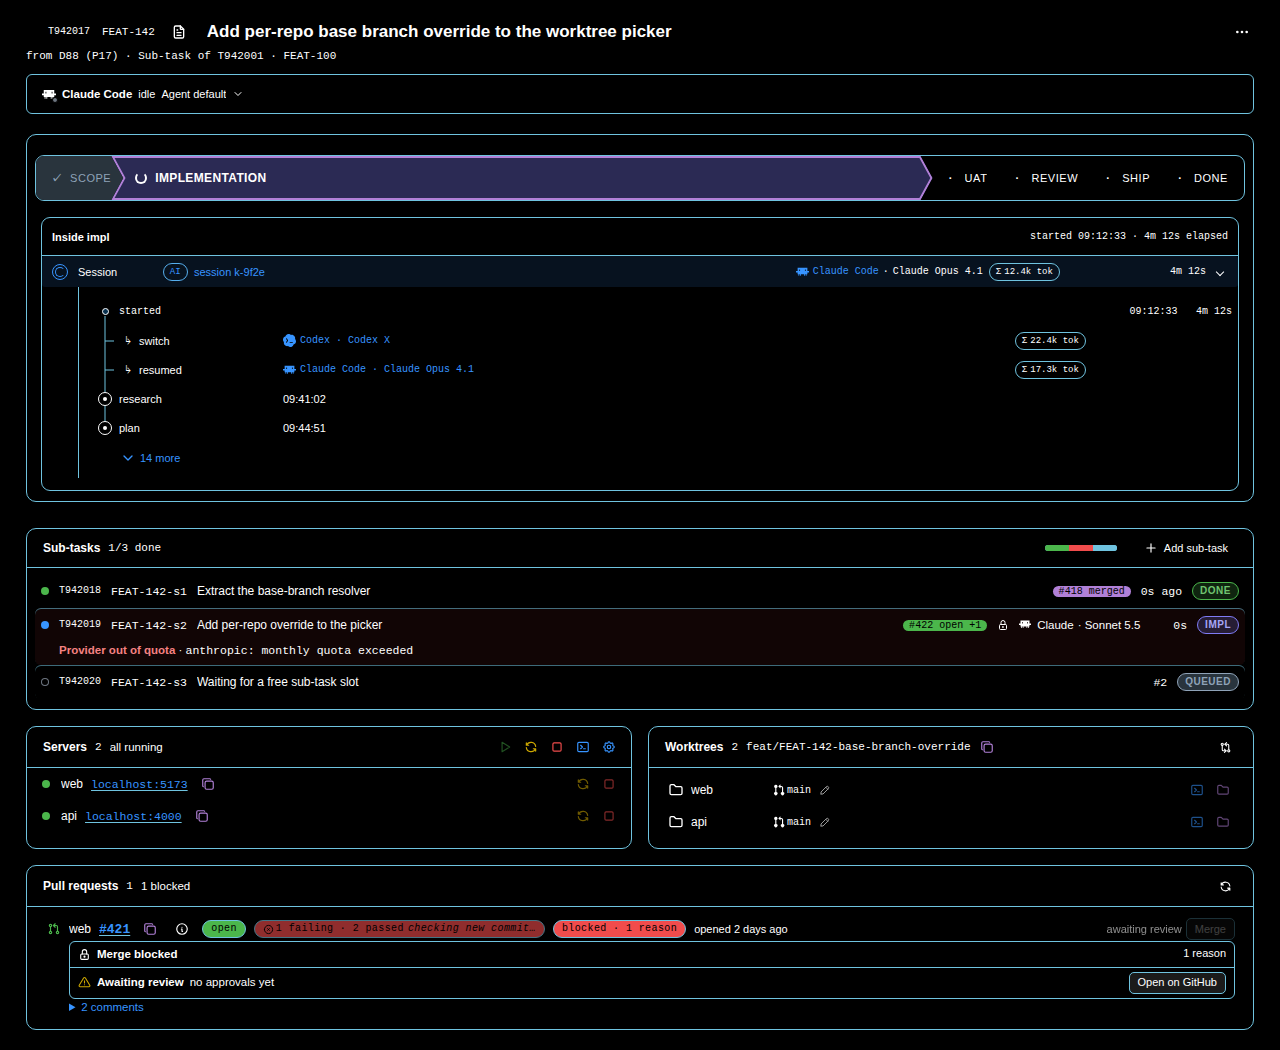 T942017 FEAT-142 Add per-repo base branch override to the worktree picker
from D88 (P17) · Sub-task of T942001 · FEAT-100
Claude Code idle Agent default
SCOPE IMPLEMENTATION · UAT · REVIEW · SHIP · DONE
Inside impl started 09:12:33 · 4m 12s elapsed
Session AI session k-9f2e Claude Code · Claude Opus 4.1 Σ 12.4k tok 4m 12s
started 09:12:33 4m 12s
↳ switch Codex · Codex X Σ 22.4k tok
↳ resumed Claude Code · Claude Opus 4.1 Σ 17.3k tok
research 09:41:02
plan 09:44:51
14 more
Sub-tasks 1/3 done Add sub-task
T942018 FEAT-142-s1 Extract the base-branch resolver #418 merged 0s ago DONE
T942019 FEAT-142-s2 Add per-repo override to the picker #422 open +1 Claude · Sonnet 5.5 0s IMPL
Provider out of quota · anthropic: monthly quota exceeded
T942020 FEAT-142-s3 Waiting for a free sub-task slot #2 QUEUED
Servers 2 all running
web localhost:5173
api localhost:4000
Worktrees 2 feat/FEAT-142-base-branch-override
web main
api main
Pull requests 1 1 blocked
web #421 open 1 failing · 2 passed checking new commit… blocked · 1 reason opened 2 days ago awaiting review Merge
Merge blocked 1 reason
Awaiting review no approvals yet Open on GitHub
2 comments